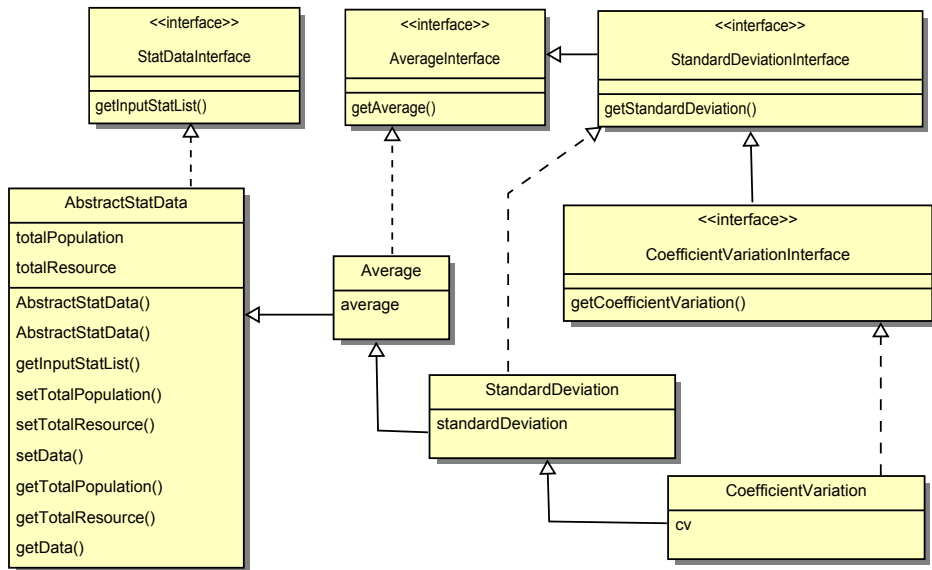 <<interface>>
StatDataInterface
getInputStatList()
<<interface>>
AverageInterface
getAverage()
<<interface>>
StandardDeviationInterface
getStandardDeviation()
AbstractStatData
totalPopulation
totalResource
AbstractStatData()
AbstractStatData()
getInputStatList()
setTotalPopulation()
setTotalResource()
setData()
getTotalPopulation()
getTotalResource()
getData()
Average
average
<<interface>>
CoefficientVariationInterface
getCoefficientVariation()
StandardDeviation
standardDeviation
CoefficientVariation
cv